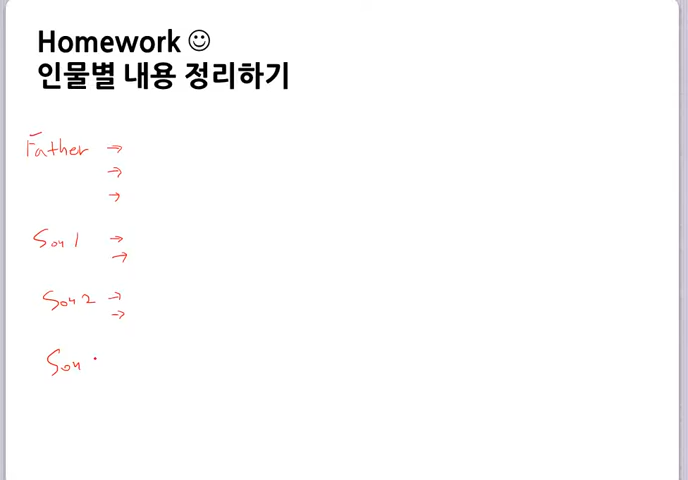 Homework ☺
인물별 내용 정리하기
Father →
→
→
Son 1 →
→
Son 2 →
→
Son